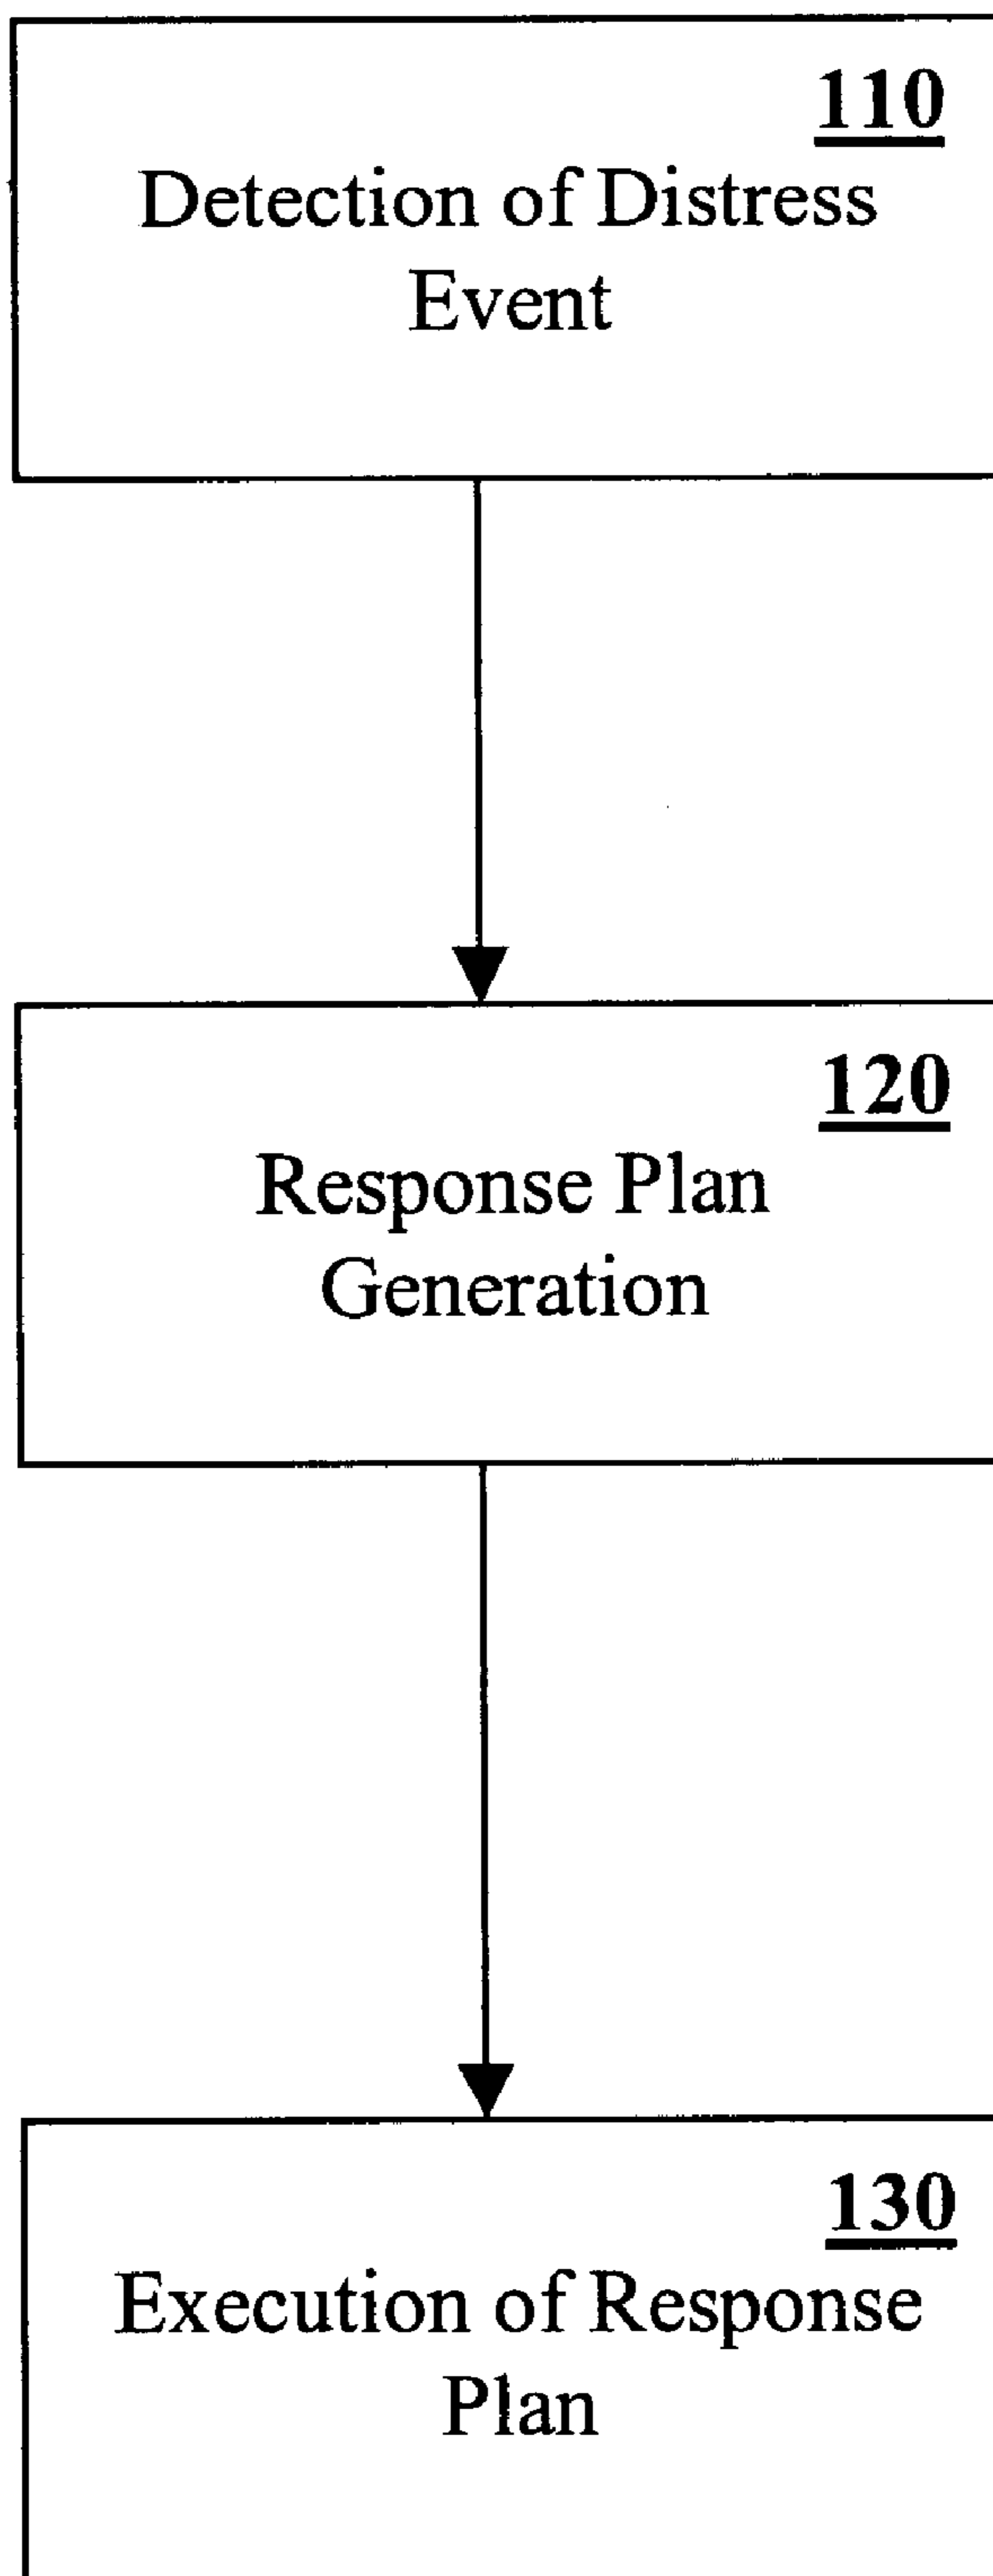 110
Detection of Distress
Event
120
Response Plan
Generation
130
Execution of Response
Plan